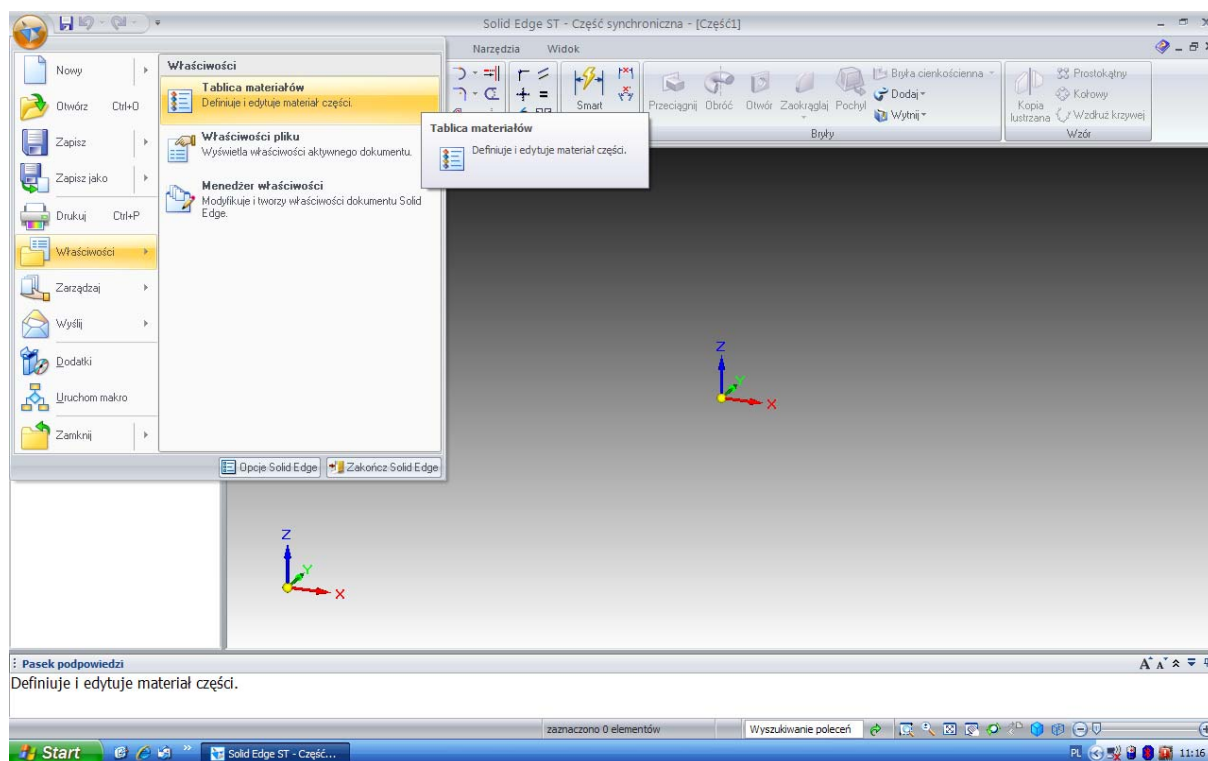 Solid Edge ST - Część synchroniczna - [Część1]
Narzędzia Widok
Nowy
Otwórz Ctrl+O
Zapisz
Zapisz jako
Drukuj Ctrl+P
Właściwości
Zarządzaj
Wyślij
Dodatki
Uruchom makro
Zamknij
Właściwości
Tablica materiałów
Definiuje i edytuje materiał części.
Właściwości pliku
Wyświetla właściwości aktywnego dokumentu.
Menedżer właściwości
Modyfikuje i tworzy właściwości dokumentu Solid
Edge.
Opcje Solid Edge Zakończ Solid Edge
Tablica materiałów
Definiuje i edytuje materiał części.
Smart
Przeciągnij Obróć Otwór Zaokrąglaj Pochyl
Bryła cienkościenna
Dodaj
Wytnij
Bryły
Kopia
lustrzana
Prostokątny
Kołowy
Wzdłuż krzywej
Wzór
Z
Y
X
Z
Y
X
Pasek podpowiedzi
Definiuje i edytuje materiał części.
zaznaczono 0 elementów Wyszukiwanie poleceń
Start Solid Edge ST - Część... PL 11:16